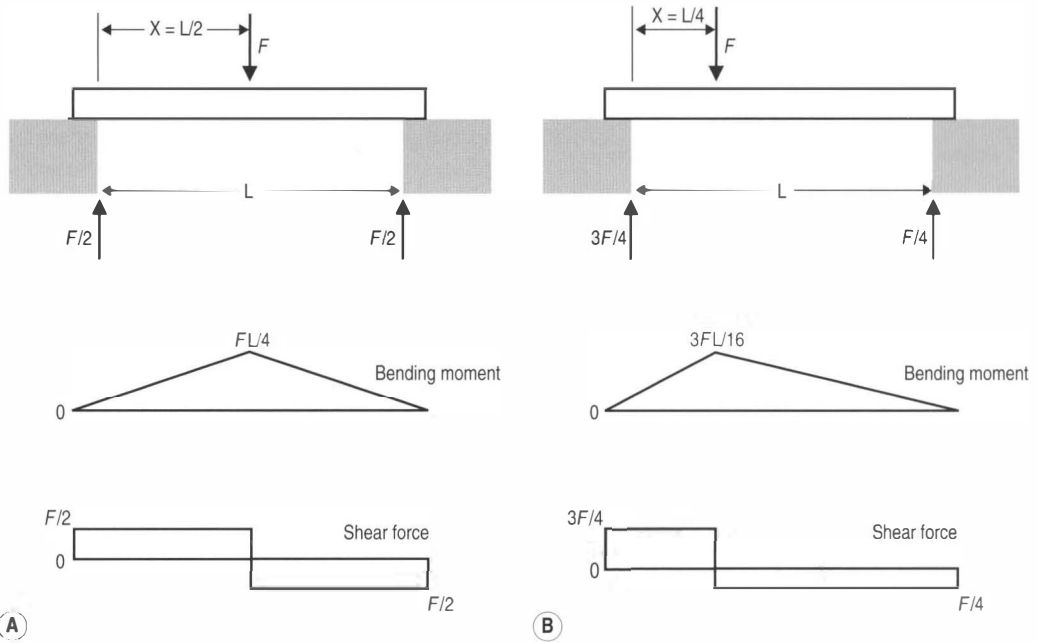 X = L/2
F
L
F/2
F/2
FL/4
Bending moment
0
F/2
Shear force
0
F/2
A
X = L/4
F
L
3F/4
F/4
3FL/16
Bending moment
0
3F/4
Shear force
0
F/4
B